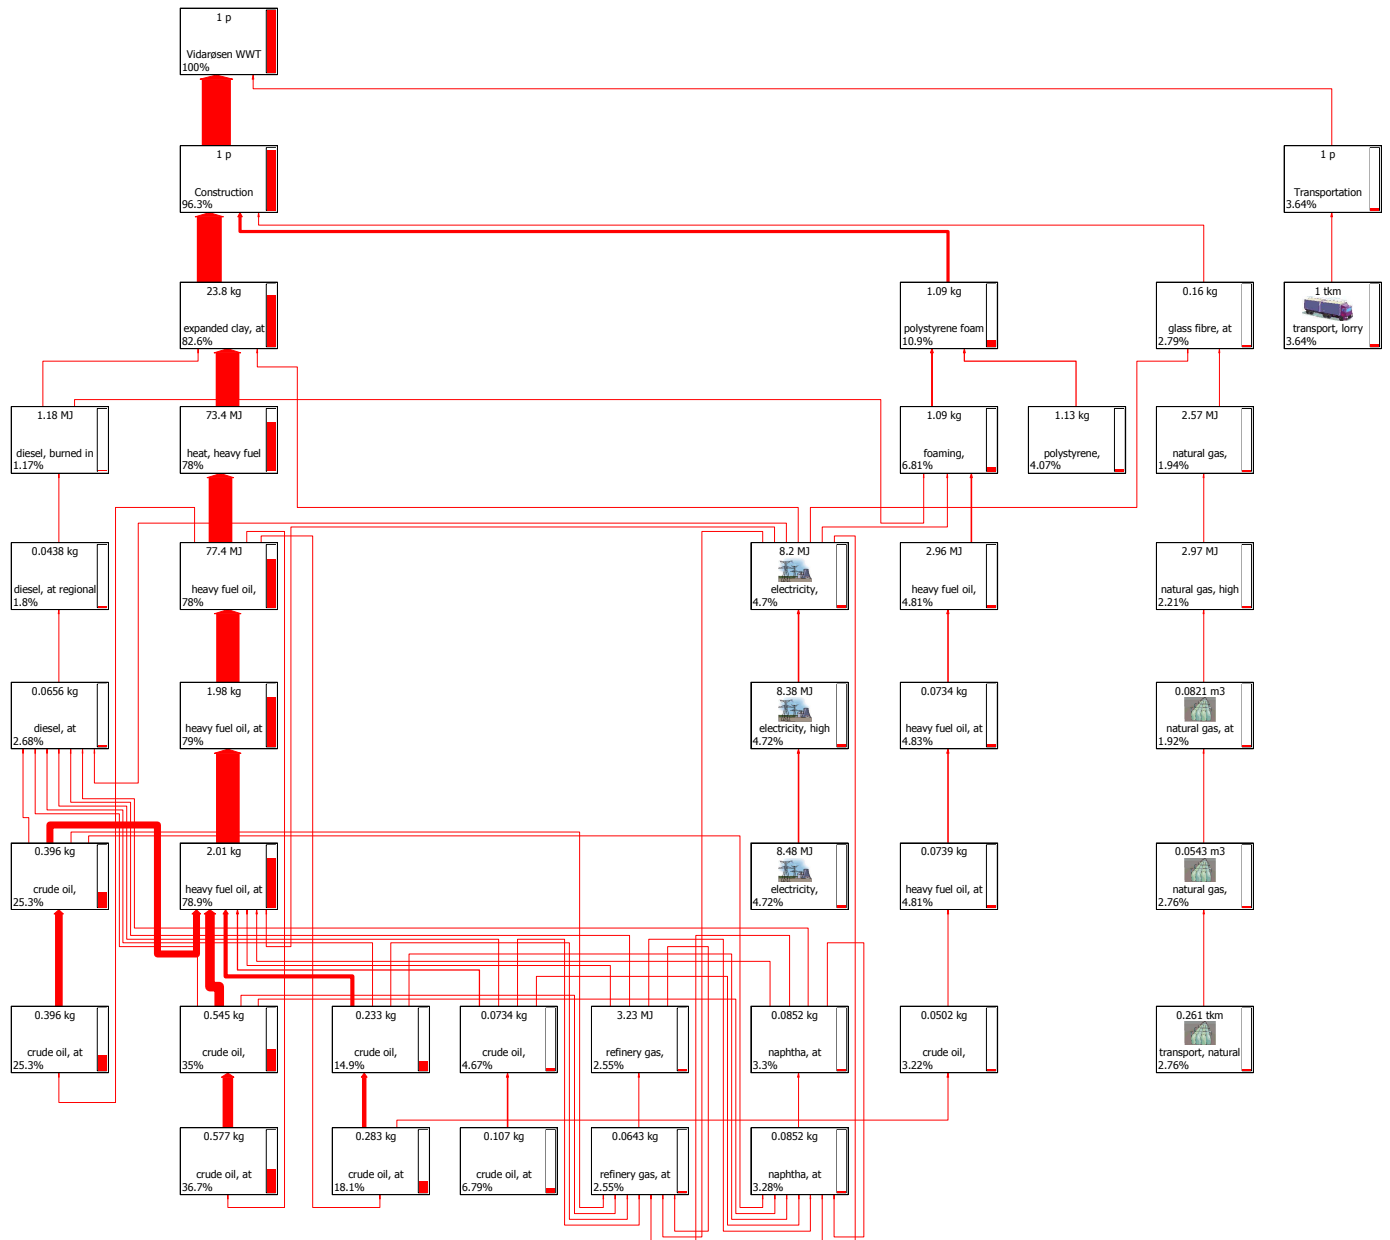 1 p
Vidarøsen WWT
100%
1 p
Construction
96.3%
1 p
Transportation
3.64%
23.8 kg
expanded clay, at
82.6%
1.09 kg
polystyrene foam
10.9%
0.16 kg
glass fibre, at
2.79%
1 tkm
transport, lorry
3.64%
1.18 MJ
diesel, burned in
1.17%
73.4 MJ
heat, heavy fuel
78%
1.09 kg
foaming,
6.81%
1.13 kg
polystyrene,
4.07%
2.57 MJ
natural gas,
1.94%
0.0438 kg
diesel, at regional
1.8%
77.4 MJ
heavy fuel oil,
78%
8.2 MJ
electricity,
4.7%
2.96 MJ
heavy fuel oil,
4.81%
2.97 MJ
natural gas, high
2.21%
0.0656 kg
diesel, at
2.68%
1.98 kg
heavy fuel oil, at
79%
8.38 MJ
electricity, high
4.72%
0.0734 kg
heavy fuel oil, at
4.83%
0.0821 m3
natural gas, at
1.92%
0.396 kg
crude oil,
25.3%
2.01 kg
heavy fuel oil, at
78.9%
8.48 MJ
electricity,
4.72%
0.0739 kg
heavy fuel oil, at
4.81%
0.0543 m3
natural gas,
2.76%
0.396 kg
crude oil, at
25.3%
0.545 kg
crude oil,
35%
0.233 kg
crude oil,
14.9%
0.0734 kg
crude oil,
4.67%
3.23 MJ
refinery gas,
2.55%
0.0852 kg
naphtha, at
3.3%
0.0502 kg
crude oil,
3.22%
0.261 tkm
transport, natural
2.76%
0.577 kg
crude oil, at
36.7%
0.283 kg
crude oil, at
18.1%
0.107 kg
crude oil, at
6.79%
0.0643 kg
refinery gas, at
2.55%
0.0852 kg
naphtha, at
3.28%